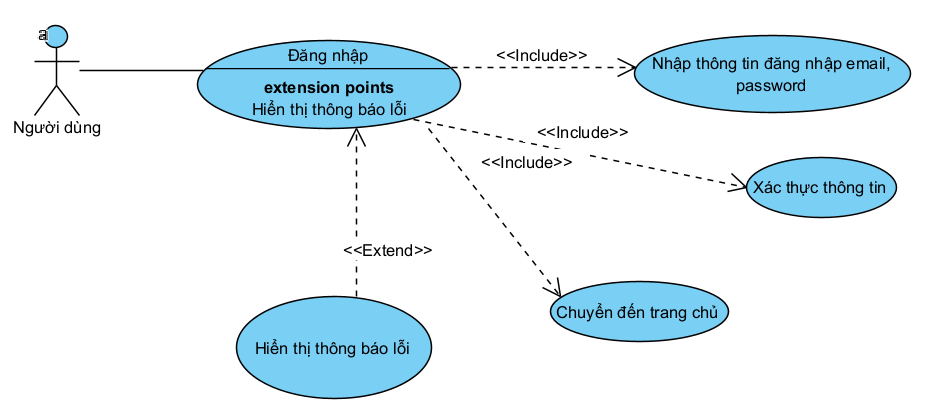 a
Người dùng
Đăng nhập
extension points
Hiển thị thông báo lỗi
<<Include>>
Nhập thông tin đăng nhập email,
password
<<Include>>
<<Include>>
Xác thực thông tin
<<Extend>>
Chuyển đến trang chủ
Hiển thị thông báo lỗi